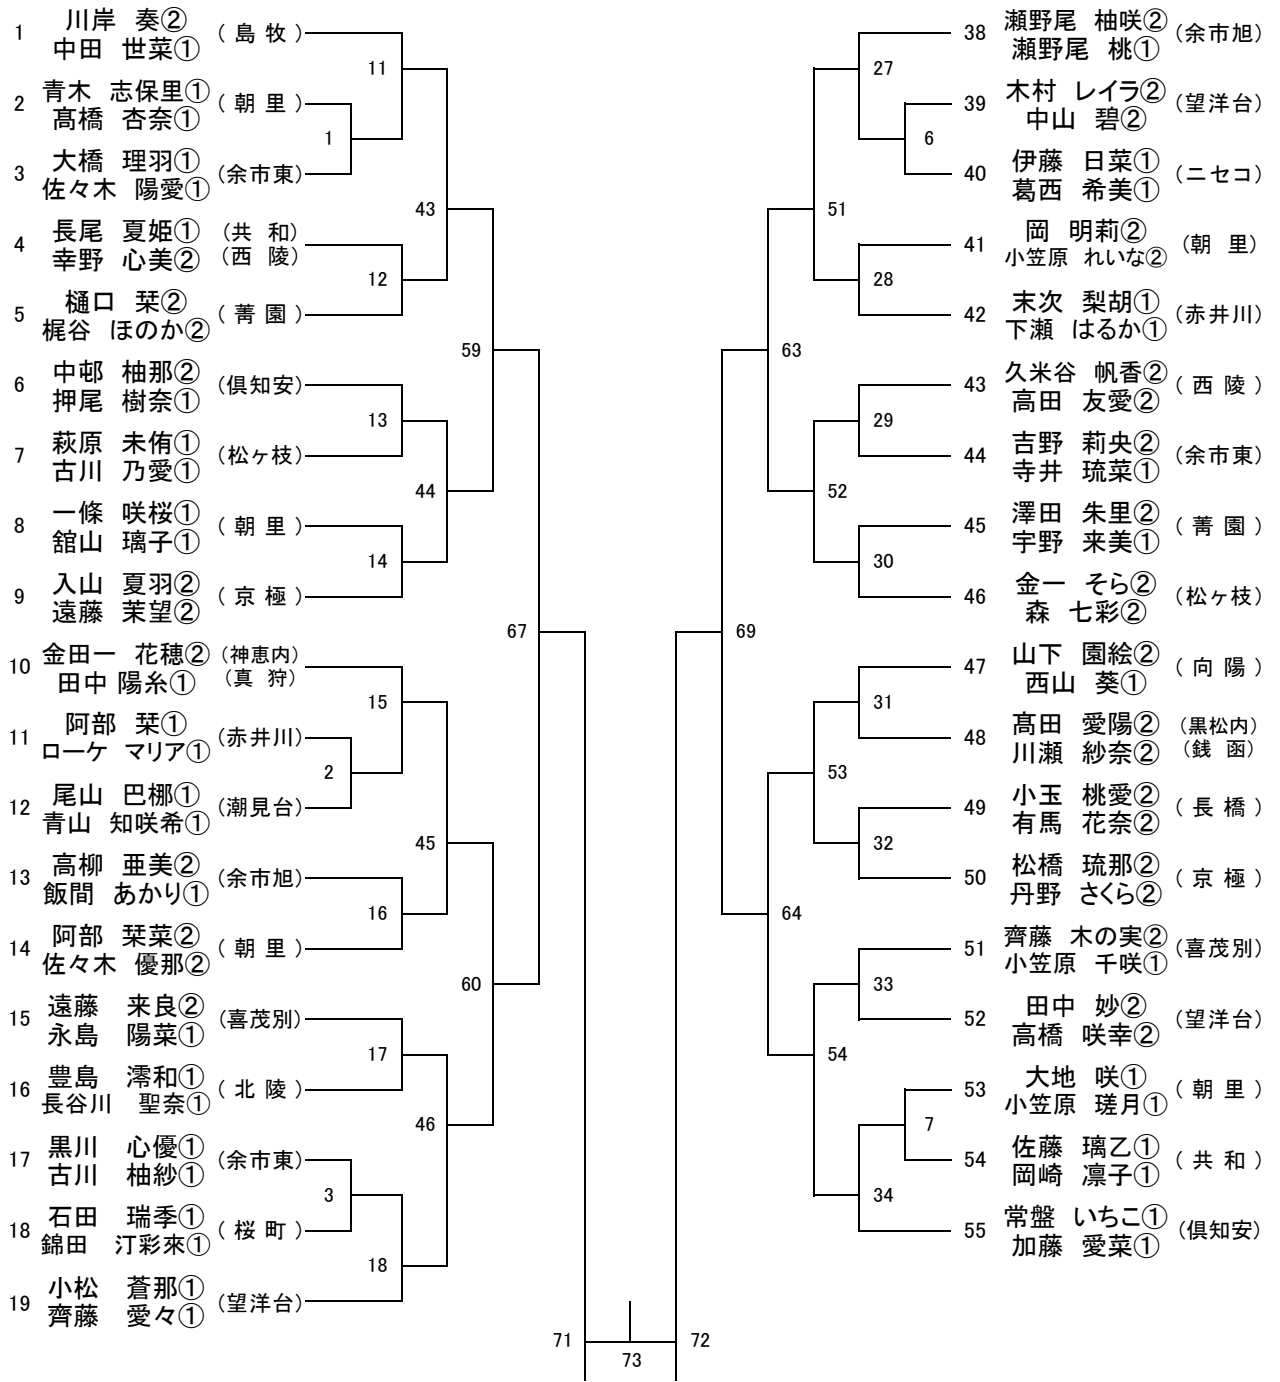 1 川岸 奏② (島牧)
中田 世菜①
2 青木 志保里① (朝里)
髙橋 杏奈①
3 大橋 理羽① (余市東)
佐々木 陽愛①
4 長尾 夏姫① (共和)
幸野 心美② (西陵)
5 樋口 栞② (菁園)
梶谷 ほのか②
6 中邨 柚那② (倶知安)
押尾 樹奈①
7 萩原 未侑① (松ヶ枝)
古川 乃愛①
8 一條 咲桜① (朝里)
舘山 璃子①
9 入山 夏羽② (京極)
遠藤 茉望②
10 金田一 花穂② (神恵内)
田中 陽糸① (真狩)
11 阿部 栞① (赤井川)
ローケ マリア①
12 尾山 巴梛① (潮見台)
青山 知咲希①
13 高柳 亜美② (余市旭)
飯間 あかり①
14 阿部 栞菜② (朝里)
佐々木 優那②
15 遠藤 来良② (喜茂別)
永島 陽菜①
16 豊島 澪和① (北陵)
長谷川 聖奈①
17 黒川 心優① (余市東)
古川 柚紗①
18 石田 瑞季① (桜町)
錦田 汀彩來①
19 小松 蒼那① (望洋台)
齊藤 愛々①
11
1
43
12
59
13
44
14
67
15
2
45
16
60
17
46
3
18
71
73
72
38 瀬野尾 柚咲② (余市旭)
瀬野尾 桃①
39 木村 レイラ② (望洋台)
中山 碧②
40 伊藤 日菜① (ニセコ)
葛西 希美①
41 岡 明莉② (朝里)
小笠原 れいな②
42 末次 梨胡① (赤井川)
下瀬 はるか①
43 久米谷 帆香② (西陵)
高田 友愛②
44 吉野 莉央② (余市東)
寺井 琉菜①
45 澤田 朱里② (菁園)
宇野 来美①
46 金一 そら② (松ヶ枝)
森 七彩②
47 山下 園絵② (向陽)
西山 葵①
48 髙田 愛陽② (黒松内)
川瀬 紗奈② (銭函)
49 小玉 桃愛② (長橋)
有馬 花奈②
50 松橋 琉那② (京極)
丹野 さくら②
51 齊藤 木の実② (喜茂別)
小笠原 千咲①
52 田中 妙② (望洋台)
高橋 咲幸②
53 大地 咲① (朝里)
小笠原 瑳月①
54 佐藤 璃乙① (共和)
岡崎 凛子①
55 常盤 いちこ① (倶知安)
加藤 愛菜①
27
6
51
28
63
29
52
30
69
31
53
32
64
33
54
7
34